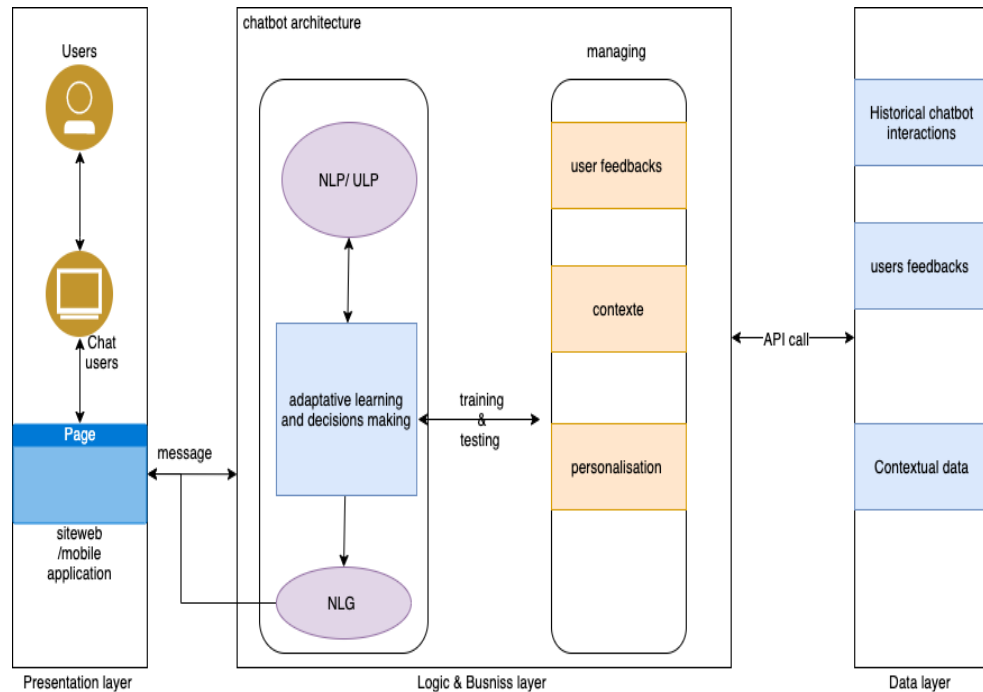 chatbot architecture
Users
managing
Historical chatbot
interactions
NLP/ ULP
user feedbacks
users feedbacks
contexte
Chat
users
API call
adaptative learning
and decisions making
training
&
testing
Page
message
personalisation
Contextual data
siteweb
/mobile
application
NLG
Presentation layer
Logic & Busniss layer
Data layer